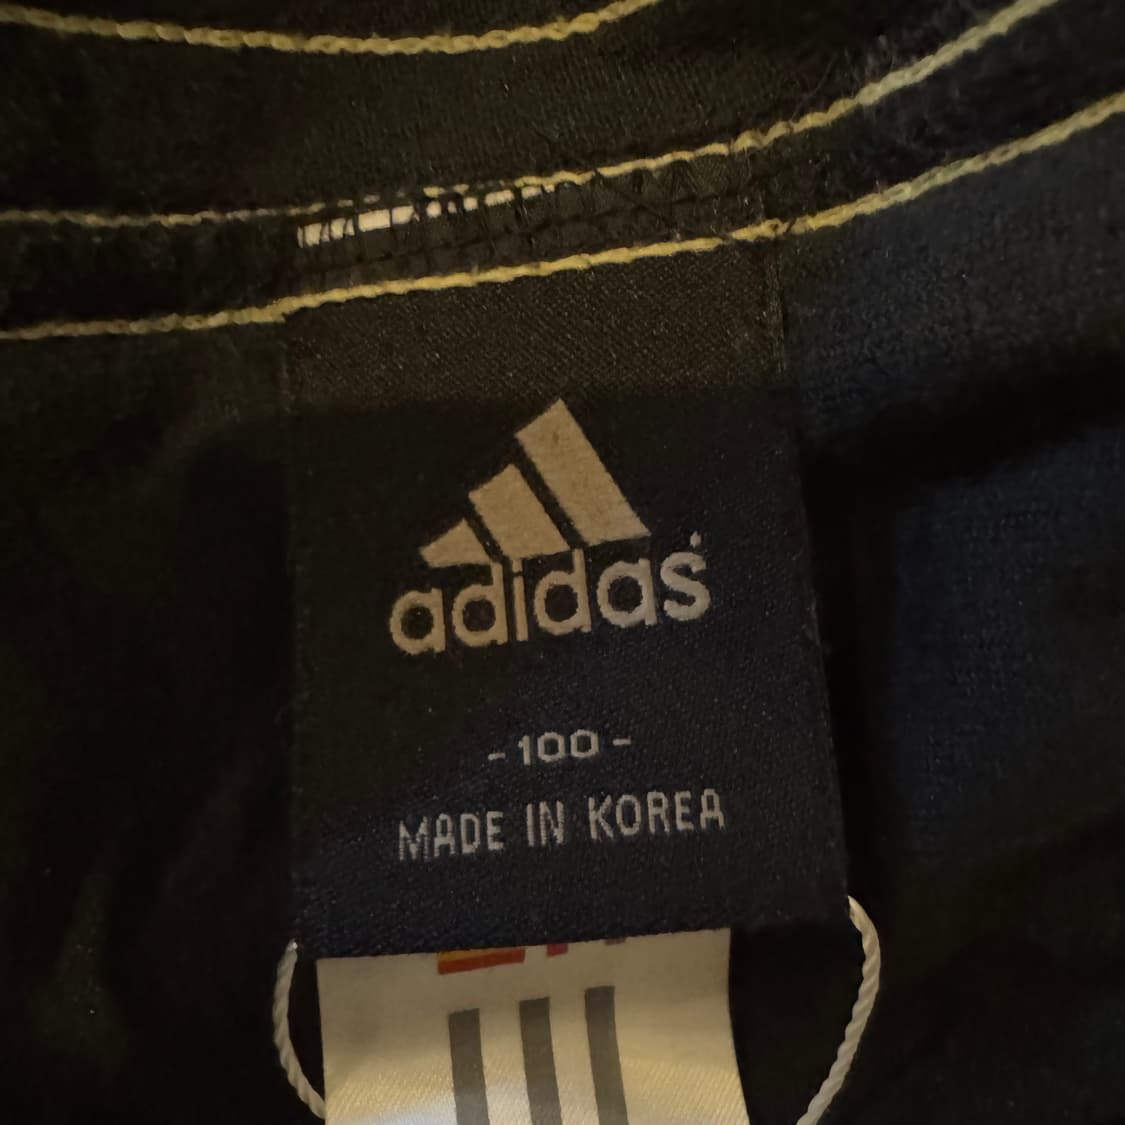 adidas
- 100 -
MADE IN KOREA